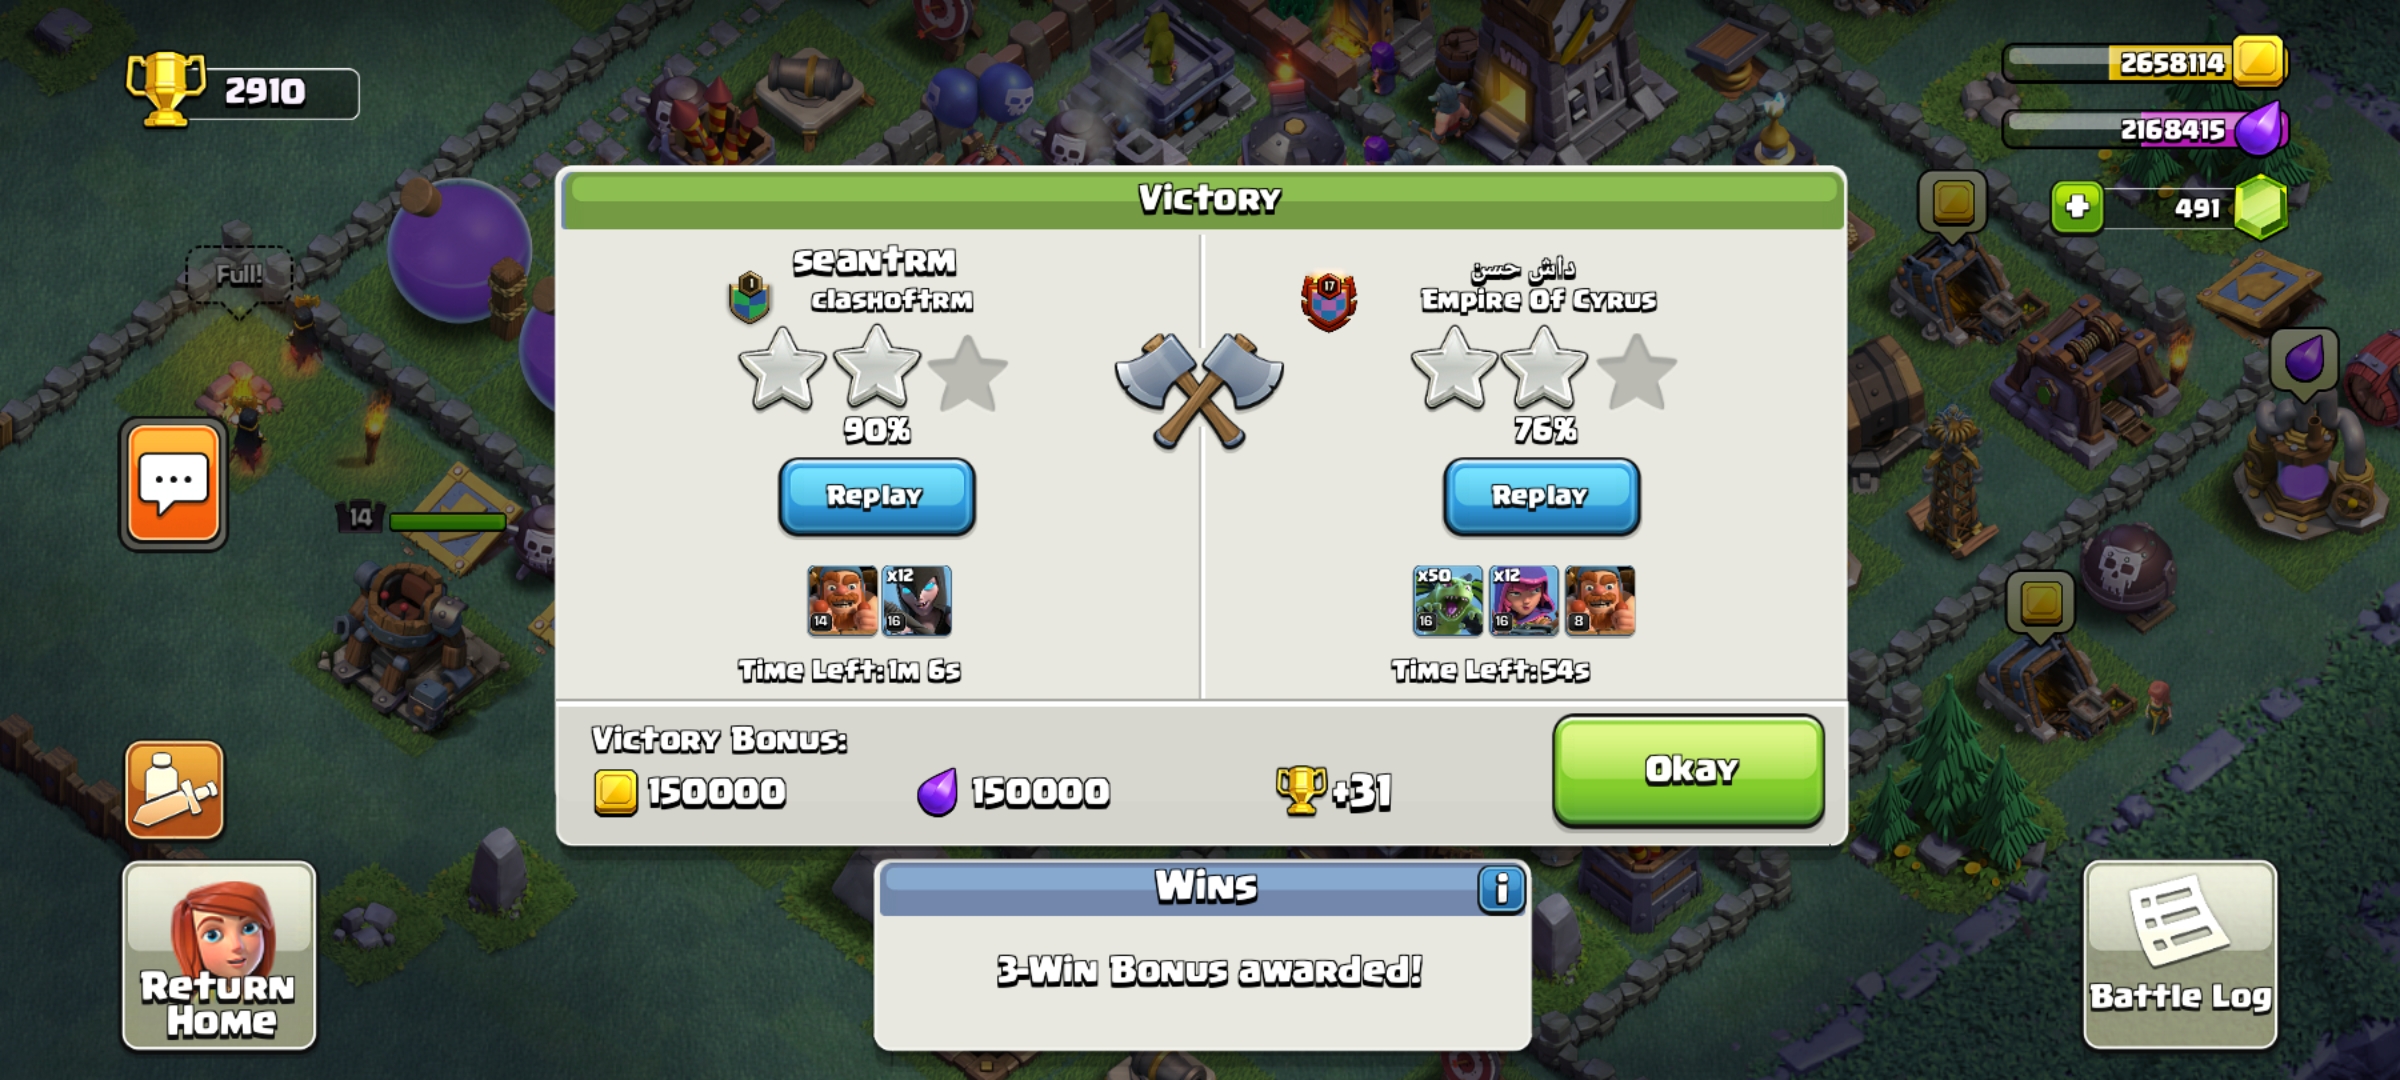 2910
2658114
2168415
491
Full!
14
Victory
seantrm
clashoftrm
1
90%
Replay
14
x12
16
Time Left: 1m 6s
داش حسن
Empire Of Cyrus
17
76%
Replay
x50
16
x12
16
8
Time Left: 54s
Victory Bonus:
150000
150000
+31
Okay
Wins
i
3-Win Bonus awarded!
Return
Home
Battle Log